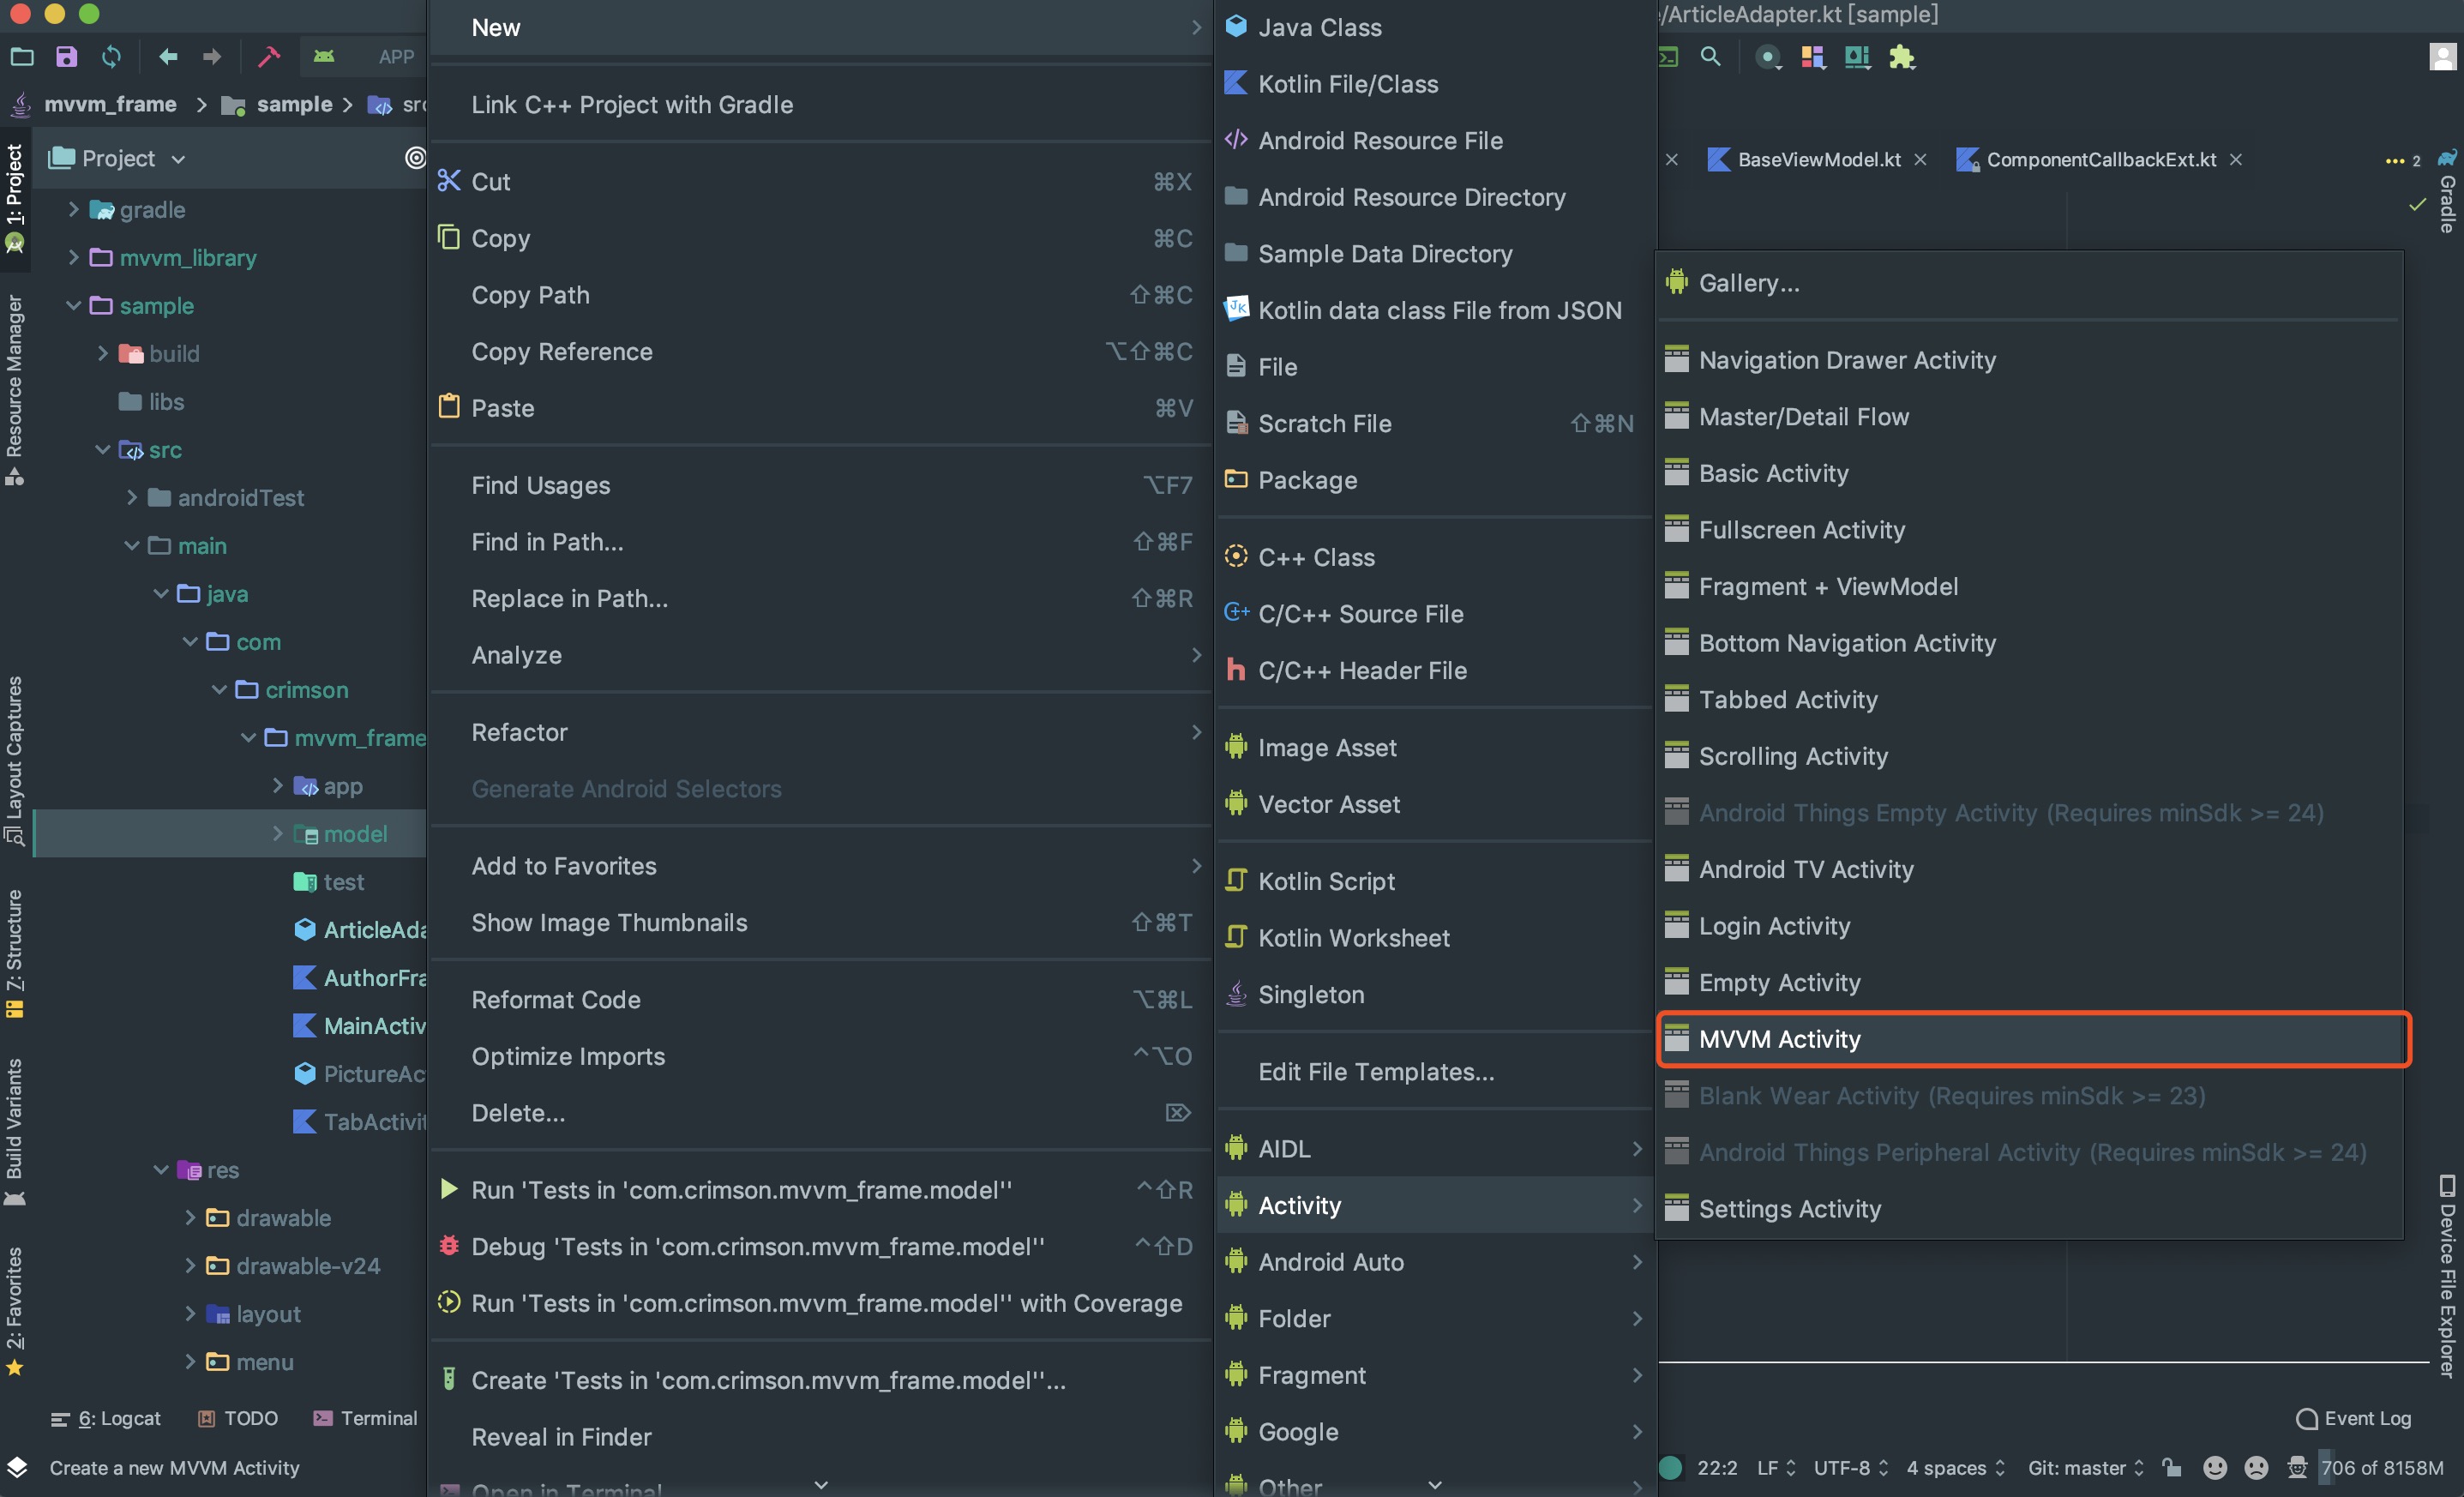 /ArticleAdapter.kt [sample]
APP
mvvm_frame
sample
src
1: Project
Resource Manager
Layout Captures
7: Structure
Build Variants
2: Favorites
Project
gradle
mvvm_library
sample
build
libs
src
androidTest
main
java
com
crimson
mvvm_frame
app
model
test
ArticleAda
AuthorFra
MainActiv
PictureAc
TabActivit
res
drawable
drawable-v24
layout
menu
New
Link C++ Project with Gradle
Cut ⌘X
Copy ⌘C
Copy Path ⇧⌘C
Copy Reference ⌥⇧⌘C
Paste ⌘V
Find Usages ⌥F7
Find in Path... ⇧⌘F
Replace in Path... ⇧⌘R
Analyze
Refactor
Generate Android Selectors
Add to Favorites
Show Image Thumbnails ⇧⌘T
Reformat Code ⌥⌘L
Optimize Imports ^⌥O
Delete... ⌦
Run 'Tests in 'com.crimson.mvvm_frame.model'' ^⇧R
Debug 'Tests in 'com.crimson.mvvm_frame.model'' ^⇧D
Run 'Tests in 'com.crimson.mvvm_frame.model'' with Coverage
Create 'Tests in 'com.crimson.mvvm_frame.model''...
Reveal in Finder
Open in Terminal
Java Class
Kotlin File/Class
Android Resource File
Android Resource Directory
Sample Data Directory
Kotlin data class File from JSON
File
Scratch File ⇧⌘N
Package
C++ Class
C/C++ Source File
C/C++ Header File
Image Asset
Vector Asset
Kotlin Script
Kotlin Worksheet
Singleton
Edit File Templates...
AIDL
Activity
Android Auto
Folder
Fragment
Google
Other
BaseViewModel.kt
ComponentCallbackExt.kt
2
Gradle
Gallery...
Navigation Drawer Activity
Master/Detail Flow
Basic Activity
Fullscreen Activity
Fragment + ViewModel
Bottom Navigation Activity
Tabbed Activity
Scrolling Activity
Android Things Empty Activity (Requires minSdk >= 24)
Android TV Activity
Login Activity
Empty Activity
MVVM Activity
Blank Wear Activity (Requires minSdk >= 23)
Android Things Peripheral Activity (Requires minSdk >= 24)
Settings Activity
Device File Explorer
6: Logcat
TODO
Terminal
Event Log
Create a new MVVM Activity
22:2 LF UTF-8 4 spaces Git: master 706 of 8158M